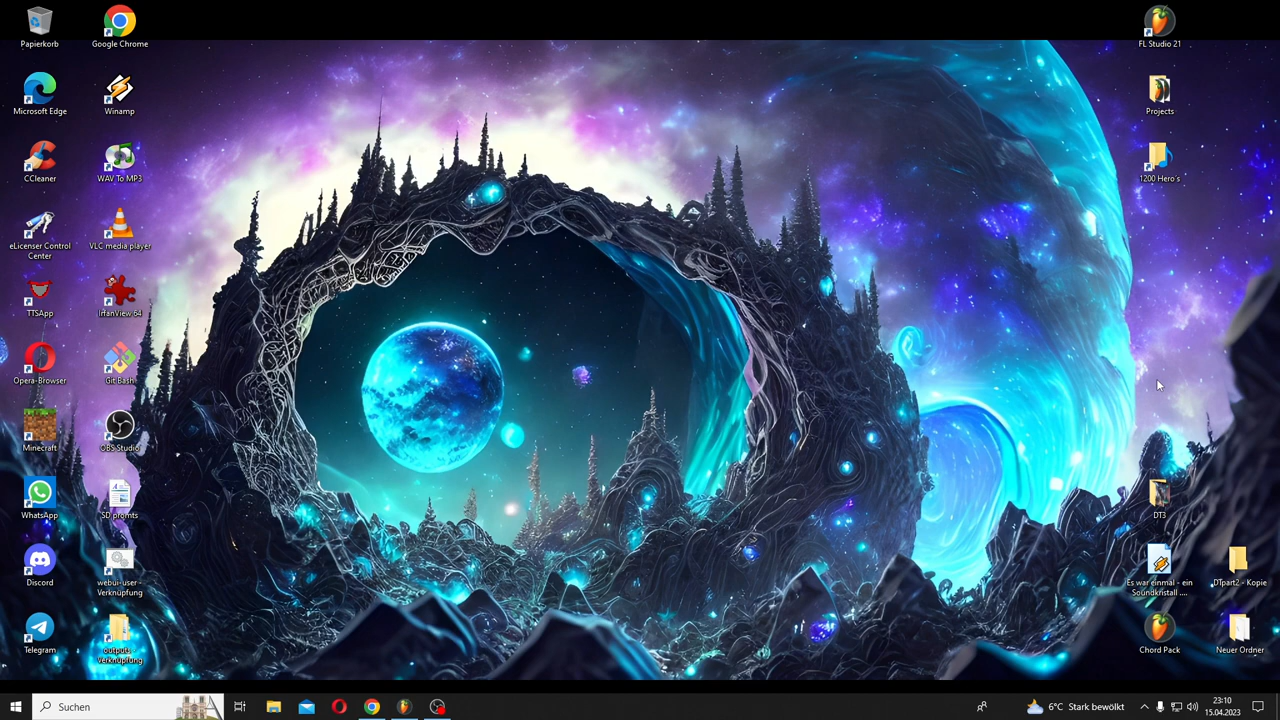 Papierkorb
Google Chrome
FL Studio 21
Microsoft Edge
Winamp
Projects
CCleaner
WAV To MP3
1200 Hero´s
eLicenser Control
Center
VLC media player
TTSApp
IrfanView 64
Opera-Browser
Git Bash
Minecraft
OBS Studio
WhatsApp
SD promts
DT3
Discord
webui-user -
Verknüpfung
Es war einmal - ein
Soundkristall ....
DTpart2 - Kopie
Telegram
outputs -
Verknüpfung
Chord Pack
Neuer Ordner
Suchen
6°C Stark bewölkt
23:10
15.04.2023